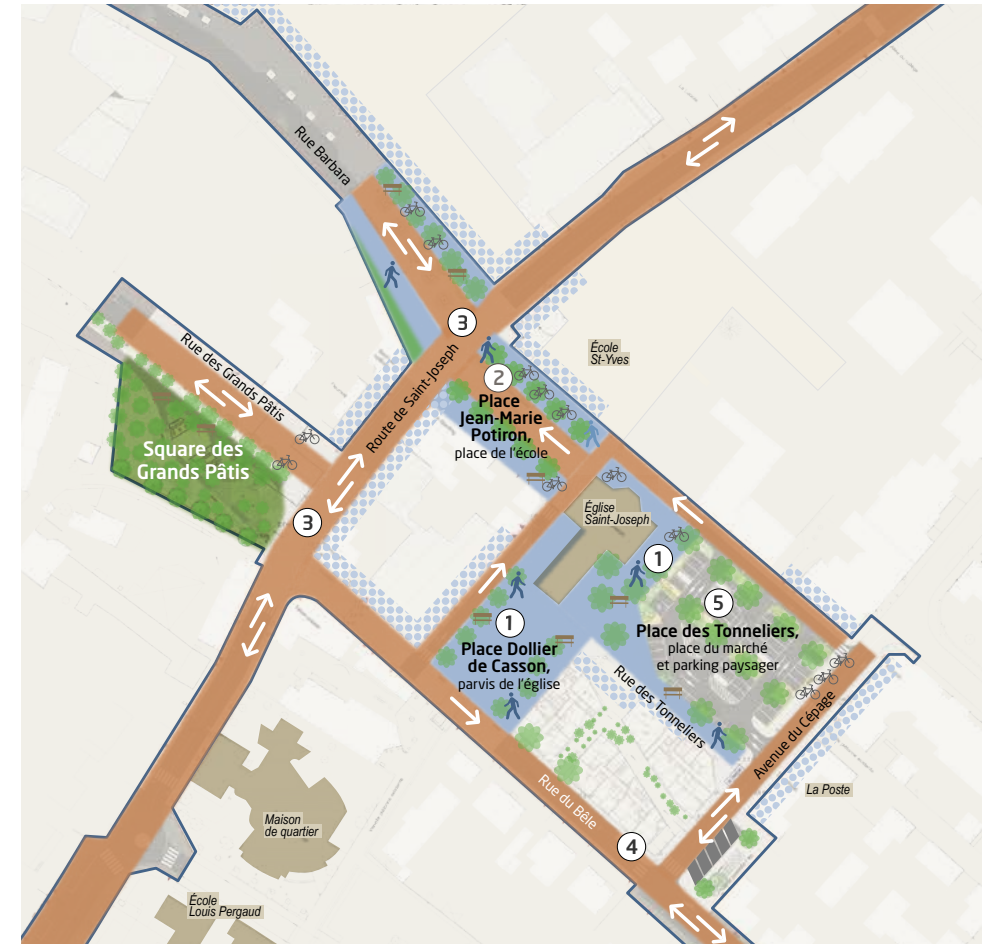 Rue Barbara
3
École
St-Yves
2
Place
Jean-Marie
Potiron,
place de l'école
Rue des Grands Pâtis
Route de Saint-Joseph
Square des
Grands Pâtis
3
Église
Saint-Joseph
1
5
Place des Tonneliers,
place du marché
et parking paysager
1
Place Dollier
de Casson,
parvis de l'église
Rue des Tonneliers
Avenue du Cépage
La Poste
Rue du Bêle
4
Maison
de quartier
École
Louis Pergaud